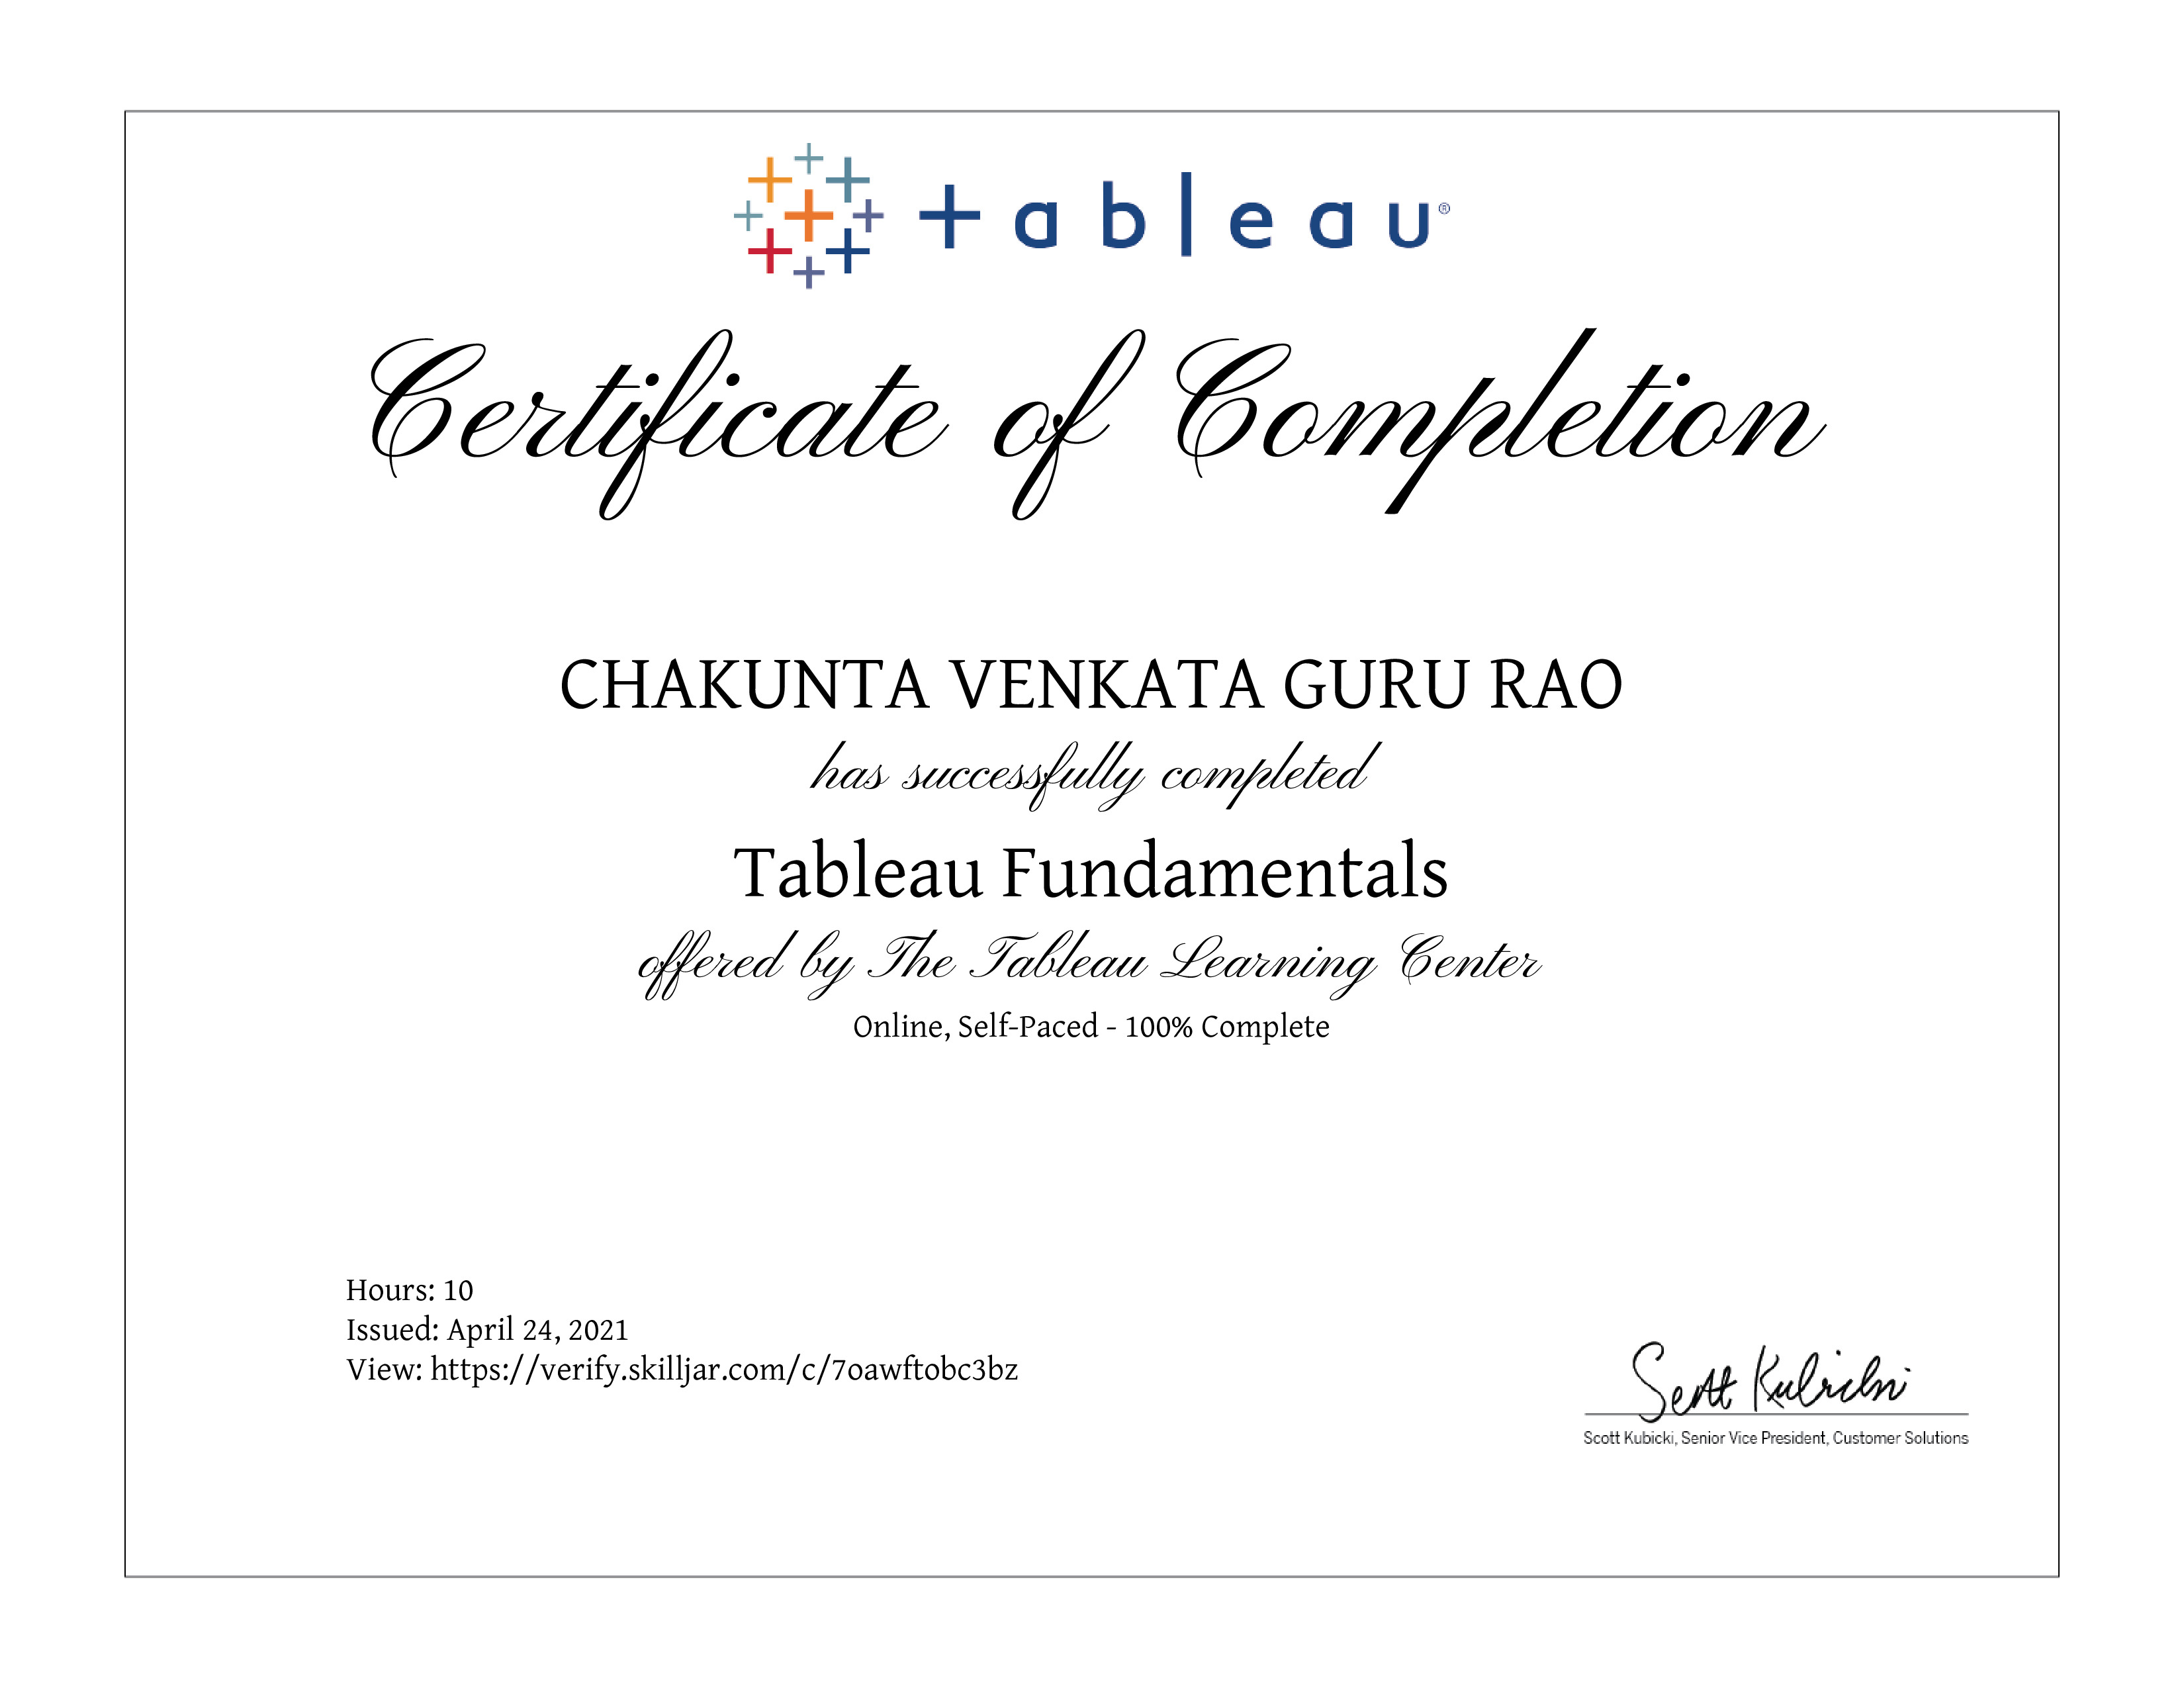 +ableau®
Certificate of Completion
CHAKUNTA VENKATA GURU RAO
has successfully completed
Tableau Fundamentals
offered by The Tableau Learning Center
Online, Self-Paced - 100% Complete
Hours: 10
Issued: April 24, 2021
View: https://verify.skilljar.com/c/7oawftobc3bz
Scott Kubicki
Scott Kubicki, Senior Vice President, Customer Solutions